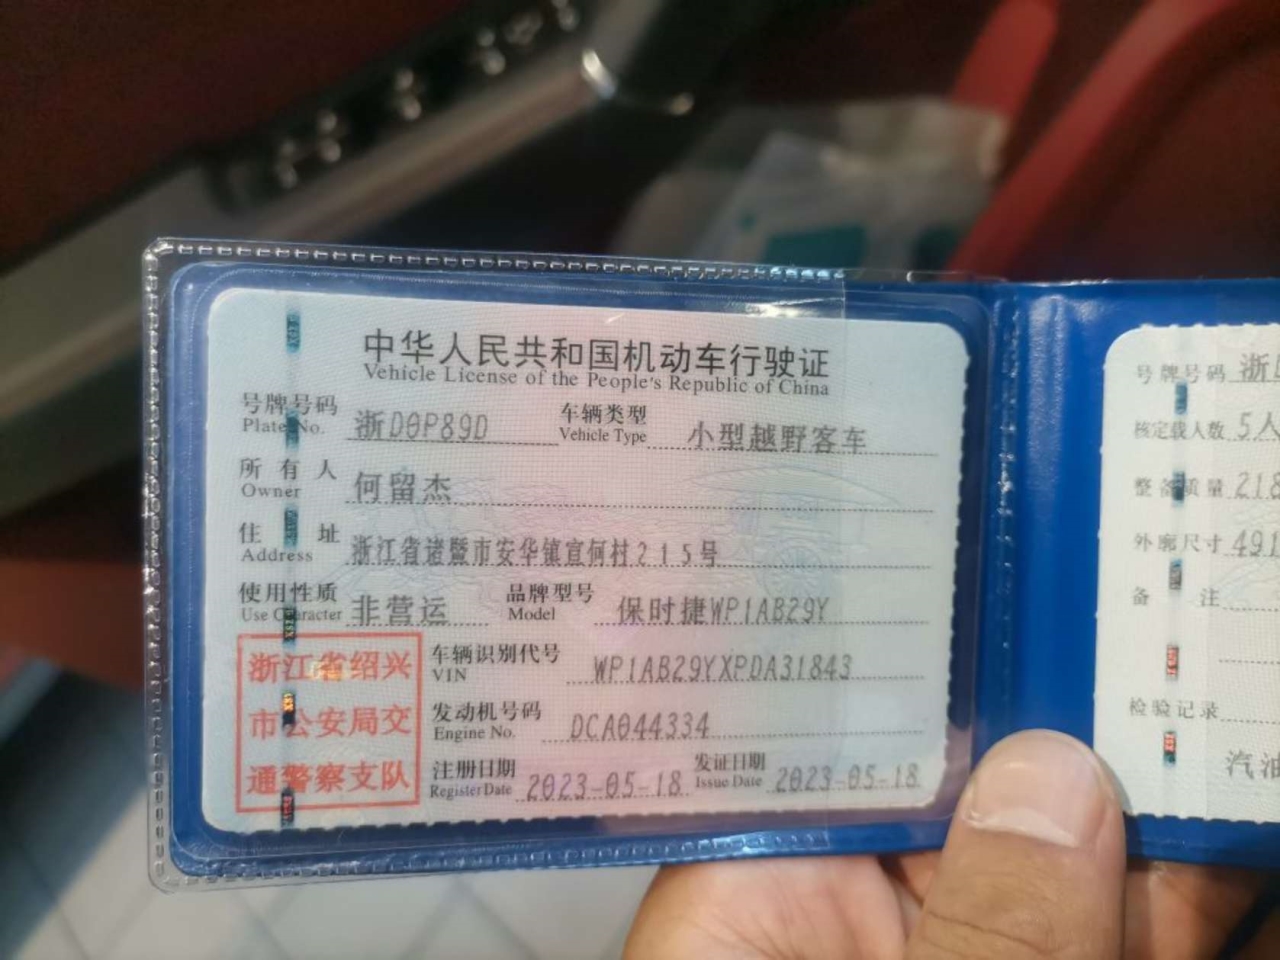 中华人民共和国机动车行驶证
Vehicle License of the People's Republic of China
号牌号码 浙D0P89D 车辆类型 小型越野客车
Plate No. Vehicle Type
所有人 何留杰
Owner
住址 浙江省诸暨市安华镇宣何村215号
Address
使用性质 非营运 品牌型号 保时捷WP1AB29Y
Use Character Model
浙江省绍兴
市公安局交
通警察支队
车辆识别代号 WP1AB29YXPDA31843
VIN
发动机号码 DCA044334
Engine No.
注册日期 2023-05-18 发证日期 2023-05-18
Register Date Issue Date
号牌号码 浙
核定载人数 5人
整备质量 218
外廓尺寸 491
备注
检验记录
汽油